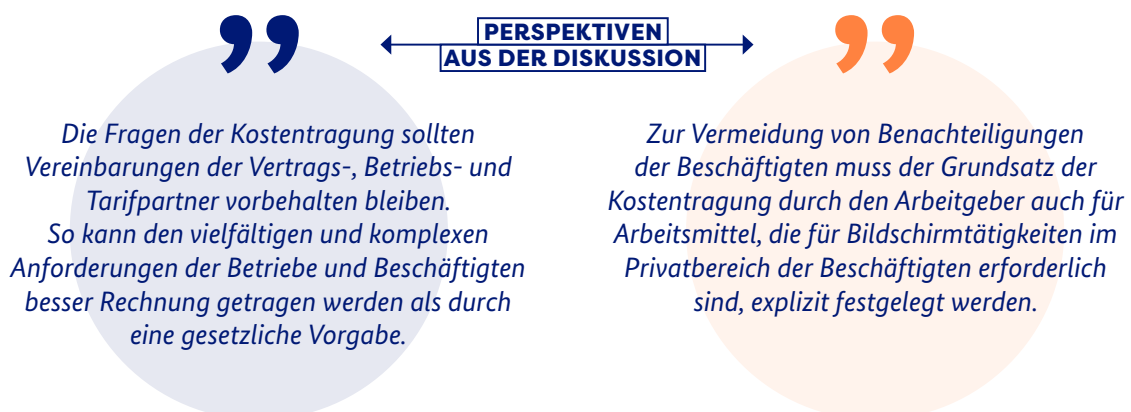 PERSPEKTIVEN
AUS DER DISKUSSION
Die Fragen der Kostentragung sollten
Vereinbarungen der Vertrags-, Betriebs- und
Tarifpartner vorbehalten bleiben.
So kann den vielfältigen und komplexen
Anforderungen der Betriebe und Beschäftigten
besser Rechnung getragen werden als durch
eine gesetzliche Vorgabe.
Zur Vermeidung von Benachteiligungen
der Beschäftigten muss der Grundsatz der
Kostentragung durch den Arbeitgeber auch für
Arbeitsmittel, die für Bildschirmtätigkeiten im
Privatbereich der Beschäftigten erforderlich
sind, explizit festgelegt werden.